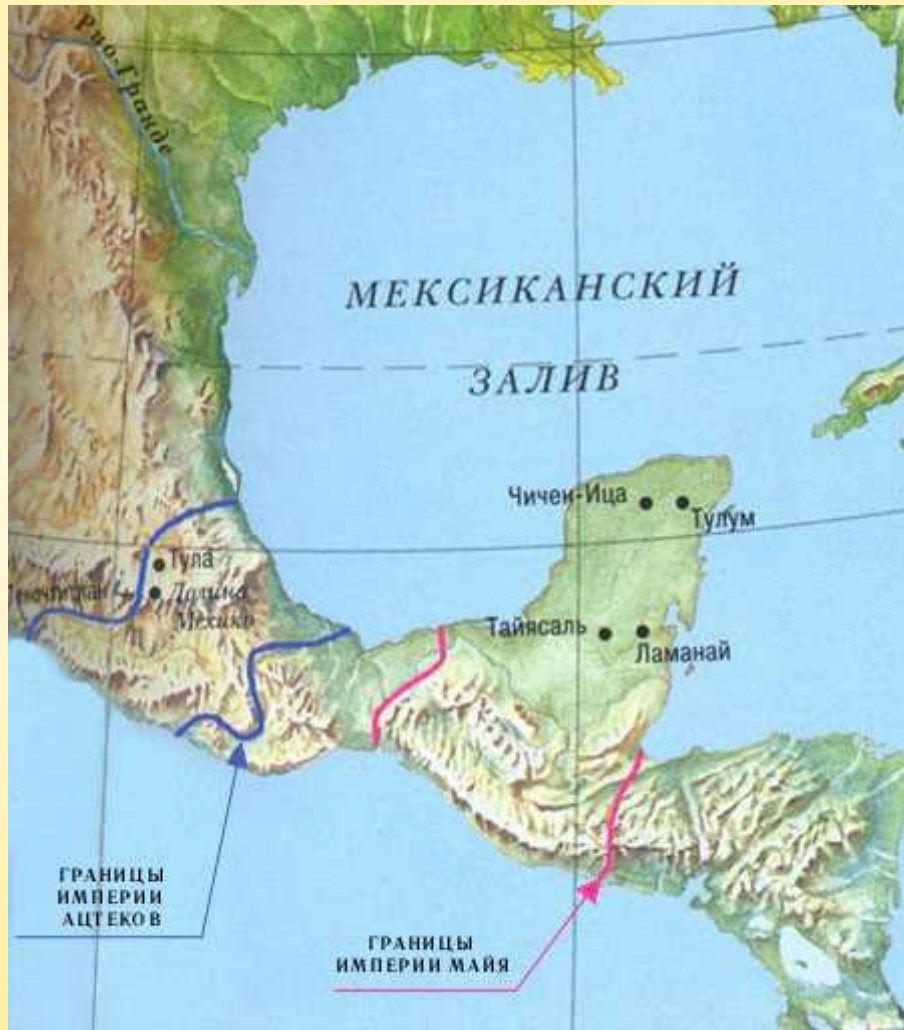 Рио-Гранде
МЕКСИКАНСКИЙ
ЗАЛИВ
Чичен-Ица
Тулум
Тула
Долина
Мехико
Тайясаль
Ламанай
ГРАНИЦЫ
ИМПЕРИИ
АЦТЕКОВ
ГРАНИЦЫ
ИМПЕРИИ МАЙЯ